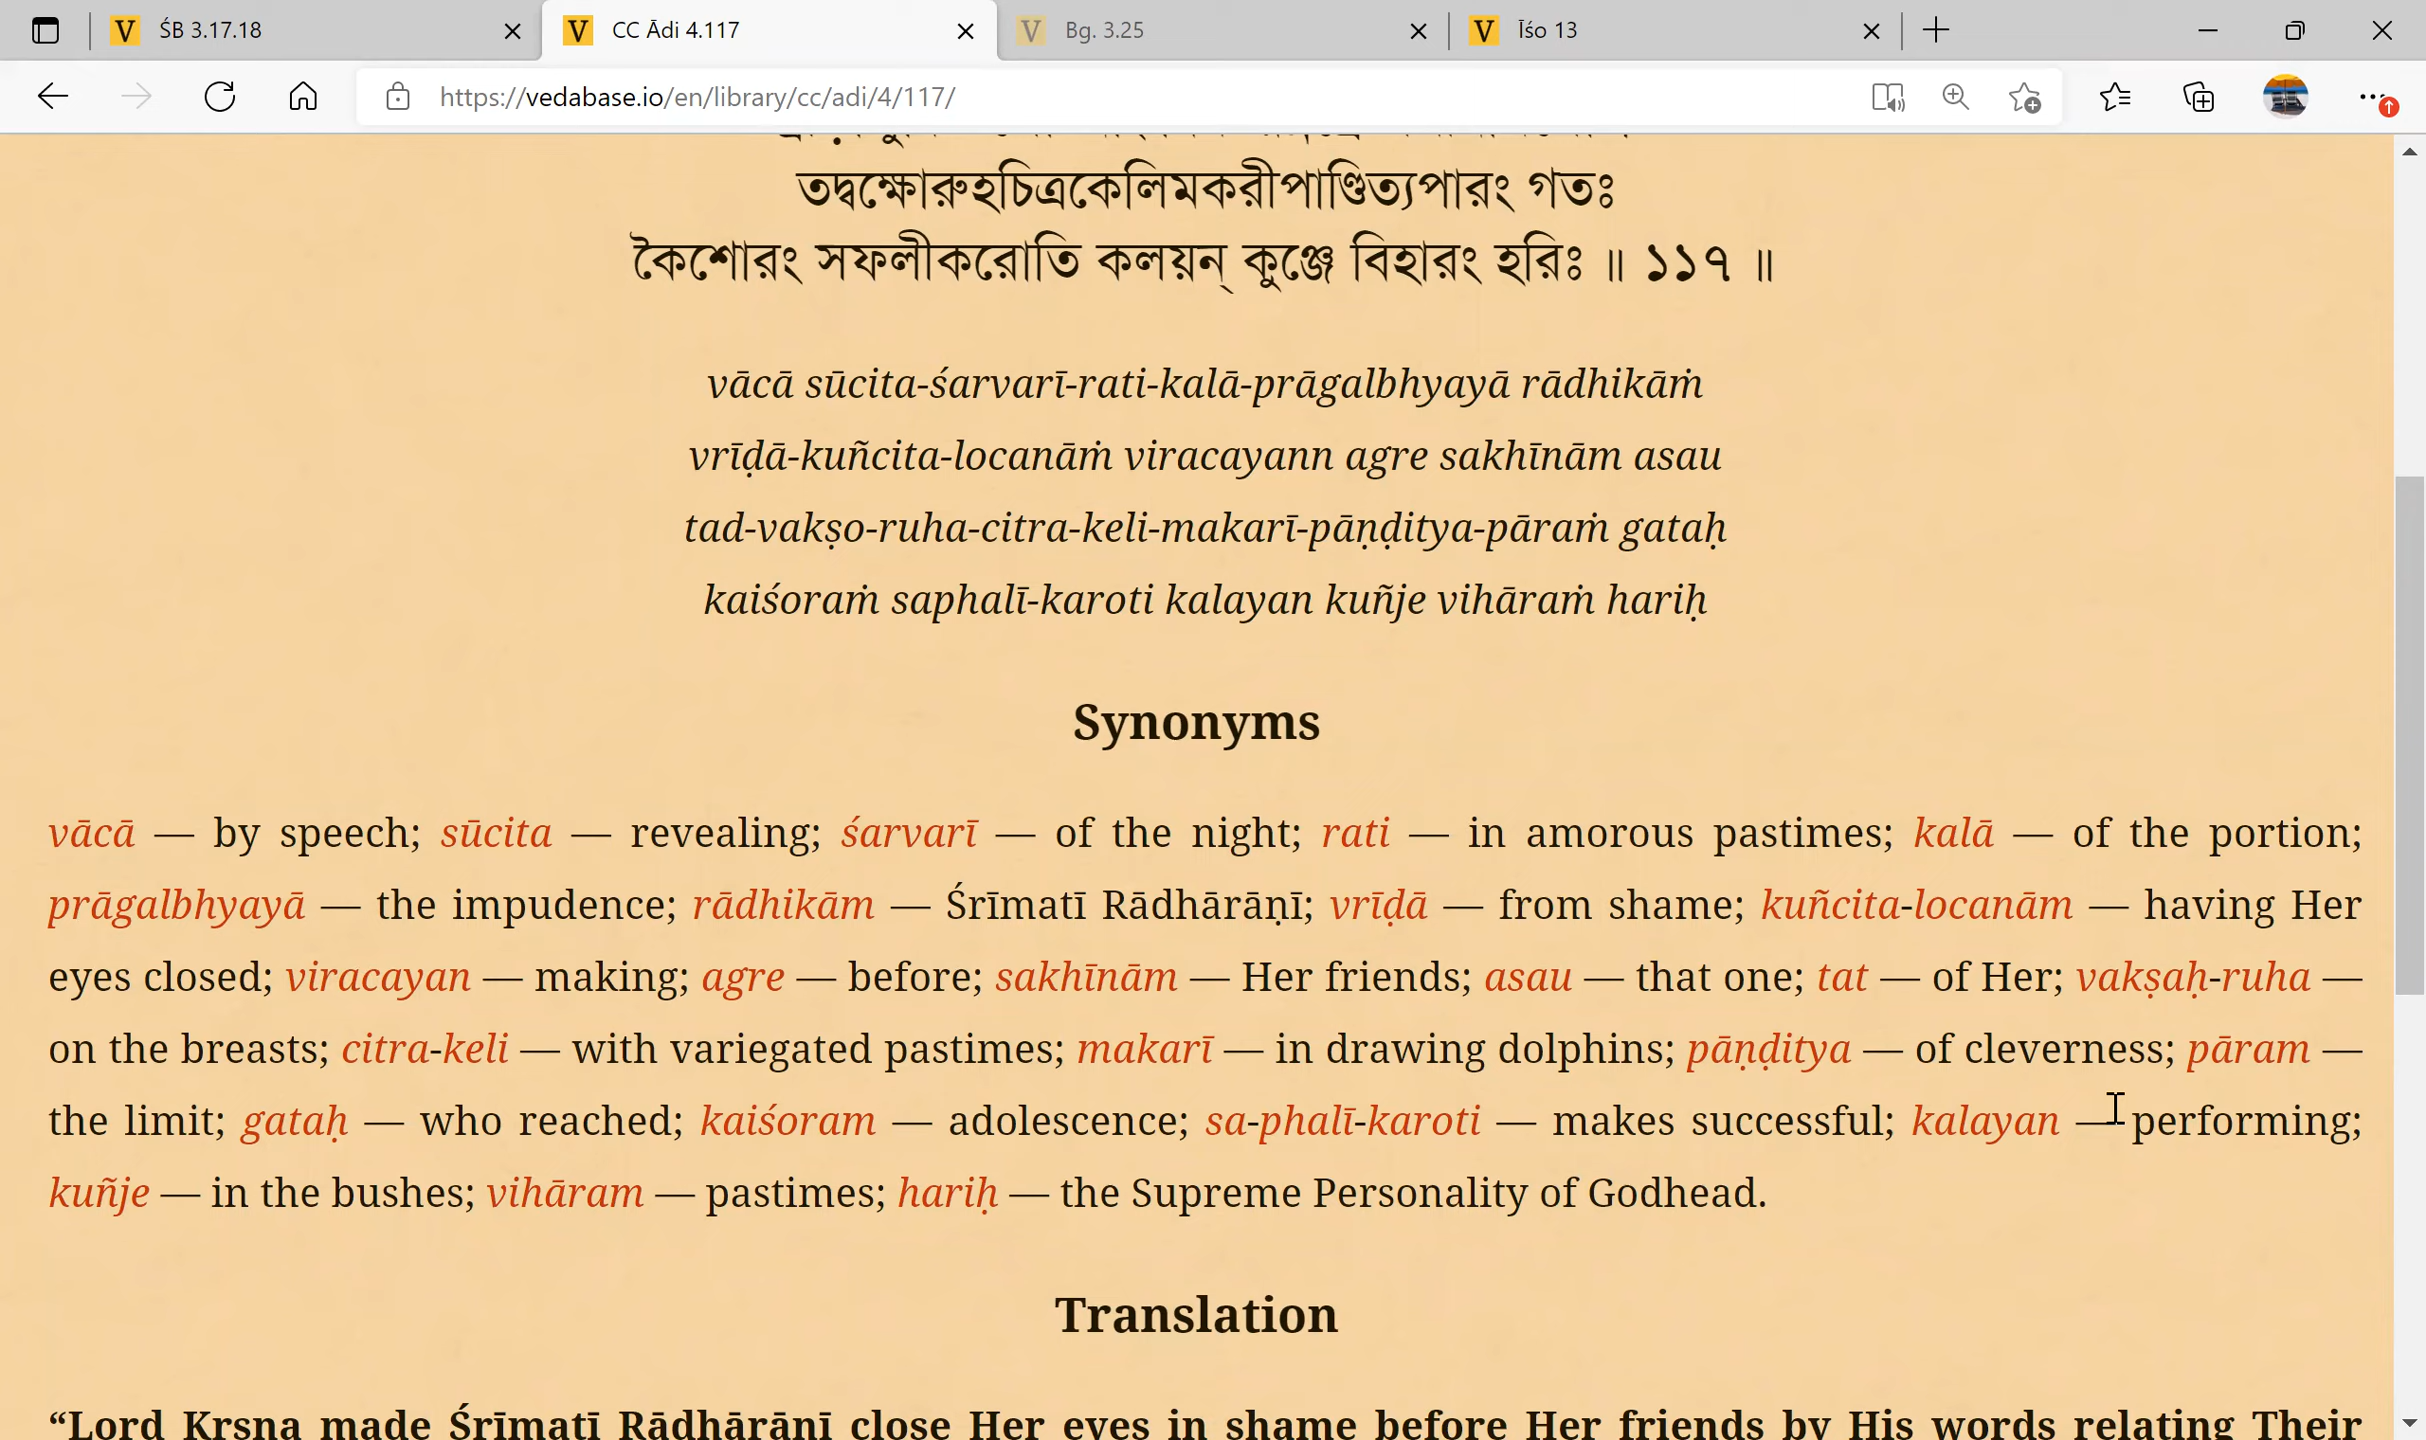 ŚB 3.17.18
CC Ādi 4.117
Bg. 3.25
Īśo 13
https://vedabase.io/en/library/cc/adi/4/117/
তদ্বক্ষোরুহচিত্রকেলিমকরীপাণ্ডিত্যপারং গতঃ
কৈশোরং সফলীকরোতি কলয়ন্ কুঞ্জে বিহারং হরিঃ ॥ ১১৭ ॥
vācā sūcita-śarvarī-rati-kalā-prāgalbhyayā rādhikāṁ
vrīḍā-kuñcita-locanāṁ viracayann agre sakhīnām asau
tad-vakṣo-ruha-citra-keli-makarī-pāṇḍitya-pāraṁ gataḥ
kaiśoraṁ saphalī-karoti kalayan kuñje vihāraṁ hariḥ
Synonyms
vācā — by speech; sūcita — revealing; śarvarī — of the night; rati — in amorous pastimes; kalā — of the portion;
prāgalbhyayā — the impudence; rādhikām — Śrīmatī Rādhārāṇī; vrīḍā — from shame; kuñcita-locanām — having Her
eyes closed; viracayan — making; agre — before; sakhīnām — Her friends; asau — that one; tat — of Her; vakṣaḥ-ruha —
on the breasts; citra-keli — with variegated pastimes; makarī — in drawing dolphins; pāṇḍitya — of cleverness; pāram —
the limit; gataḥ — who reached; kaiśoram — adolescence; sa-phalī-karoti — makes successful; kalayan — performing;
kuñje — in the bushes; vihāram — pastimes; hariḥ — the Supreme Personality of Godhead.
Translation
“Lord Kṛṣṇa made Śrīmatī Rādhārāṇī close Her eyes in shame before Her friends by His words relating Their